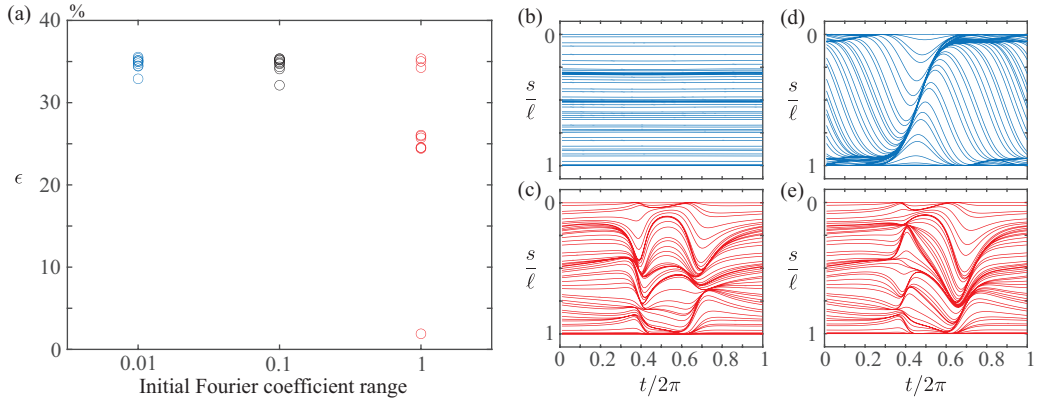 (a)
%
40
30
20
10
0
ϵ
0.01 0.1 1
Initial Fourier coefficient range
(b)
0
s/ℓ
1
(c)
0
s/ℓ
1
0 0.2 0.4 0.6 0.8 1
t/2π
(d)
0
s/ℓ
1
(e)
0
s/ℓ
1
0 0.2 0.4 0.6 0.8 1
t/2π